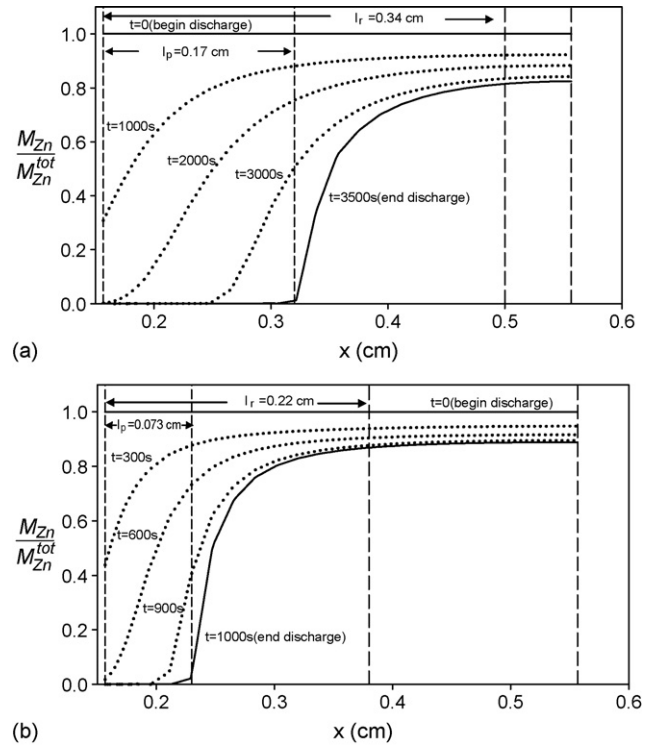 t=0(begin discharge)
l_r =0.34 cm
1.0
l_p=0.17 cm
0.8
t=1000s
0.6
M_Zn
M_Zn^tot
t=2000s
t=3000s
0.4
t=3500s(end discharge)
0.2
0.0
0.2 0.3 0.4 0.5 0.6
(a) x (cm)
l_r =0.22 cm
t=0(begin discharge)
1.0
l_p=0.073 cm
t=300s
0.8
0.6
t=600s
M_Zn
M_Zn^tot
0.4
t=900s
0.2
t=1000s(end discharge)
0.0
0.2 0.3 0.4 0.5 0.6
(b) x (cm)